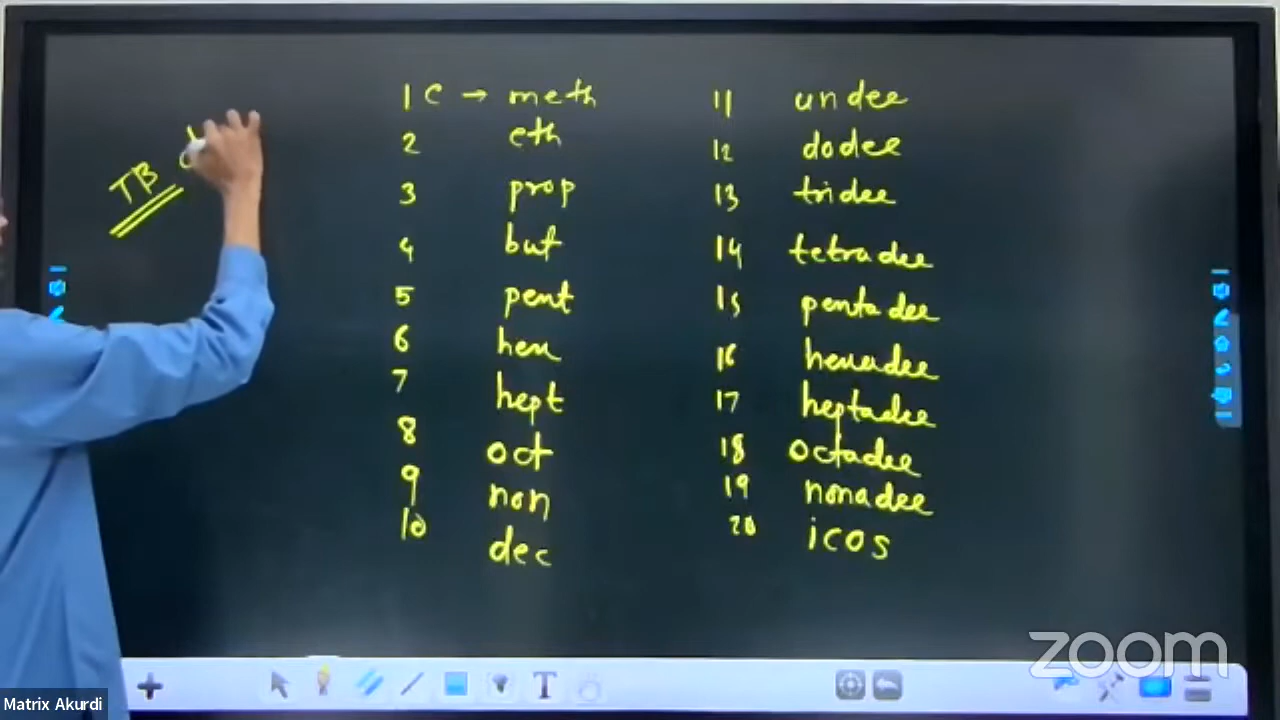 1 C → meth
2 eth
3 prop
4 but
5 pent
6 hex
7 hept
8 oct
9 non
10 dec
11 undec
12 dodec
13 tridec
14 tetradec
15 pentadec
16 hexadec
17 heptadec
18 octadec
19 nonadec
20 icos
TB
zoom
T
Matrix Akurdi